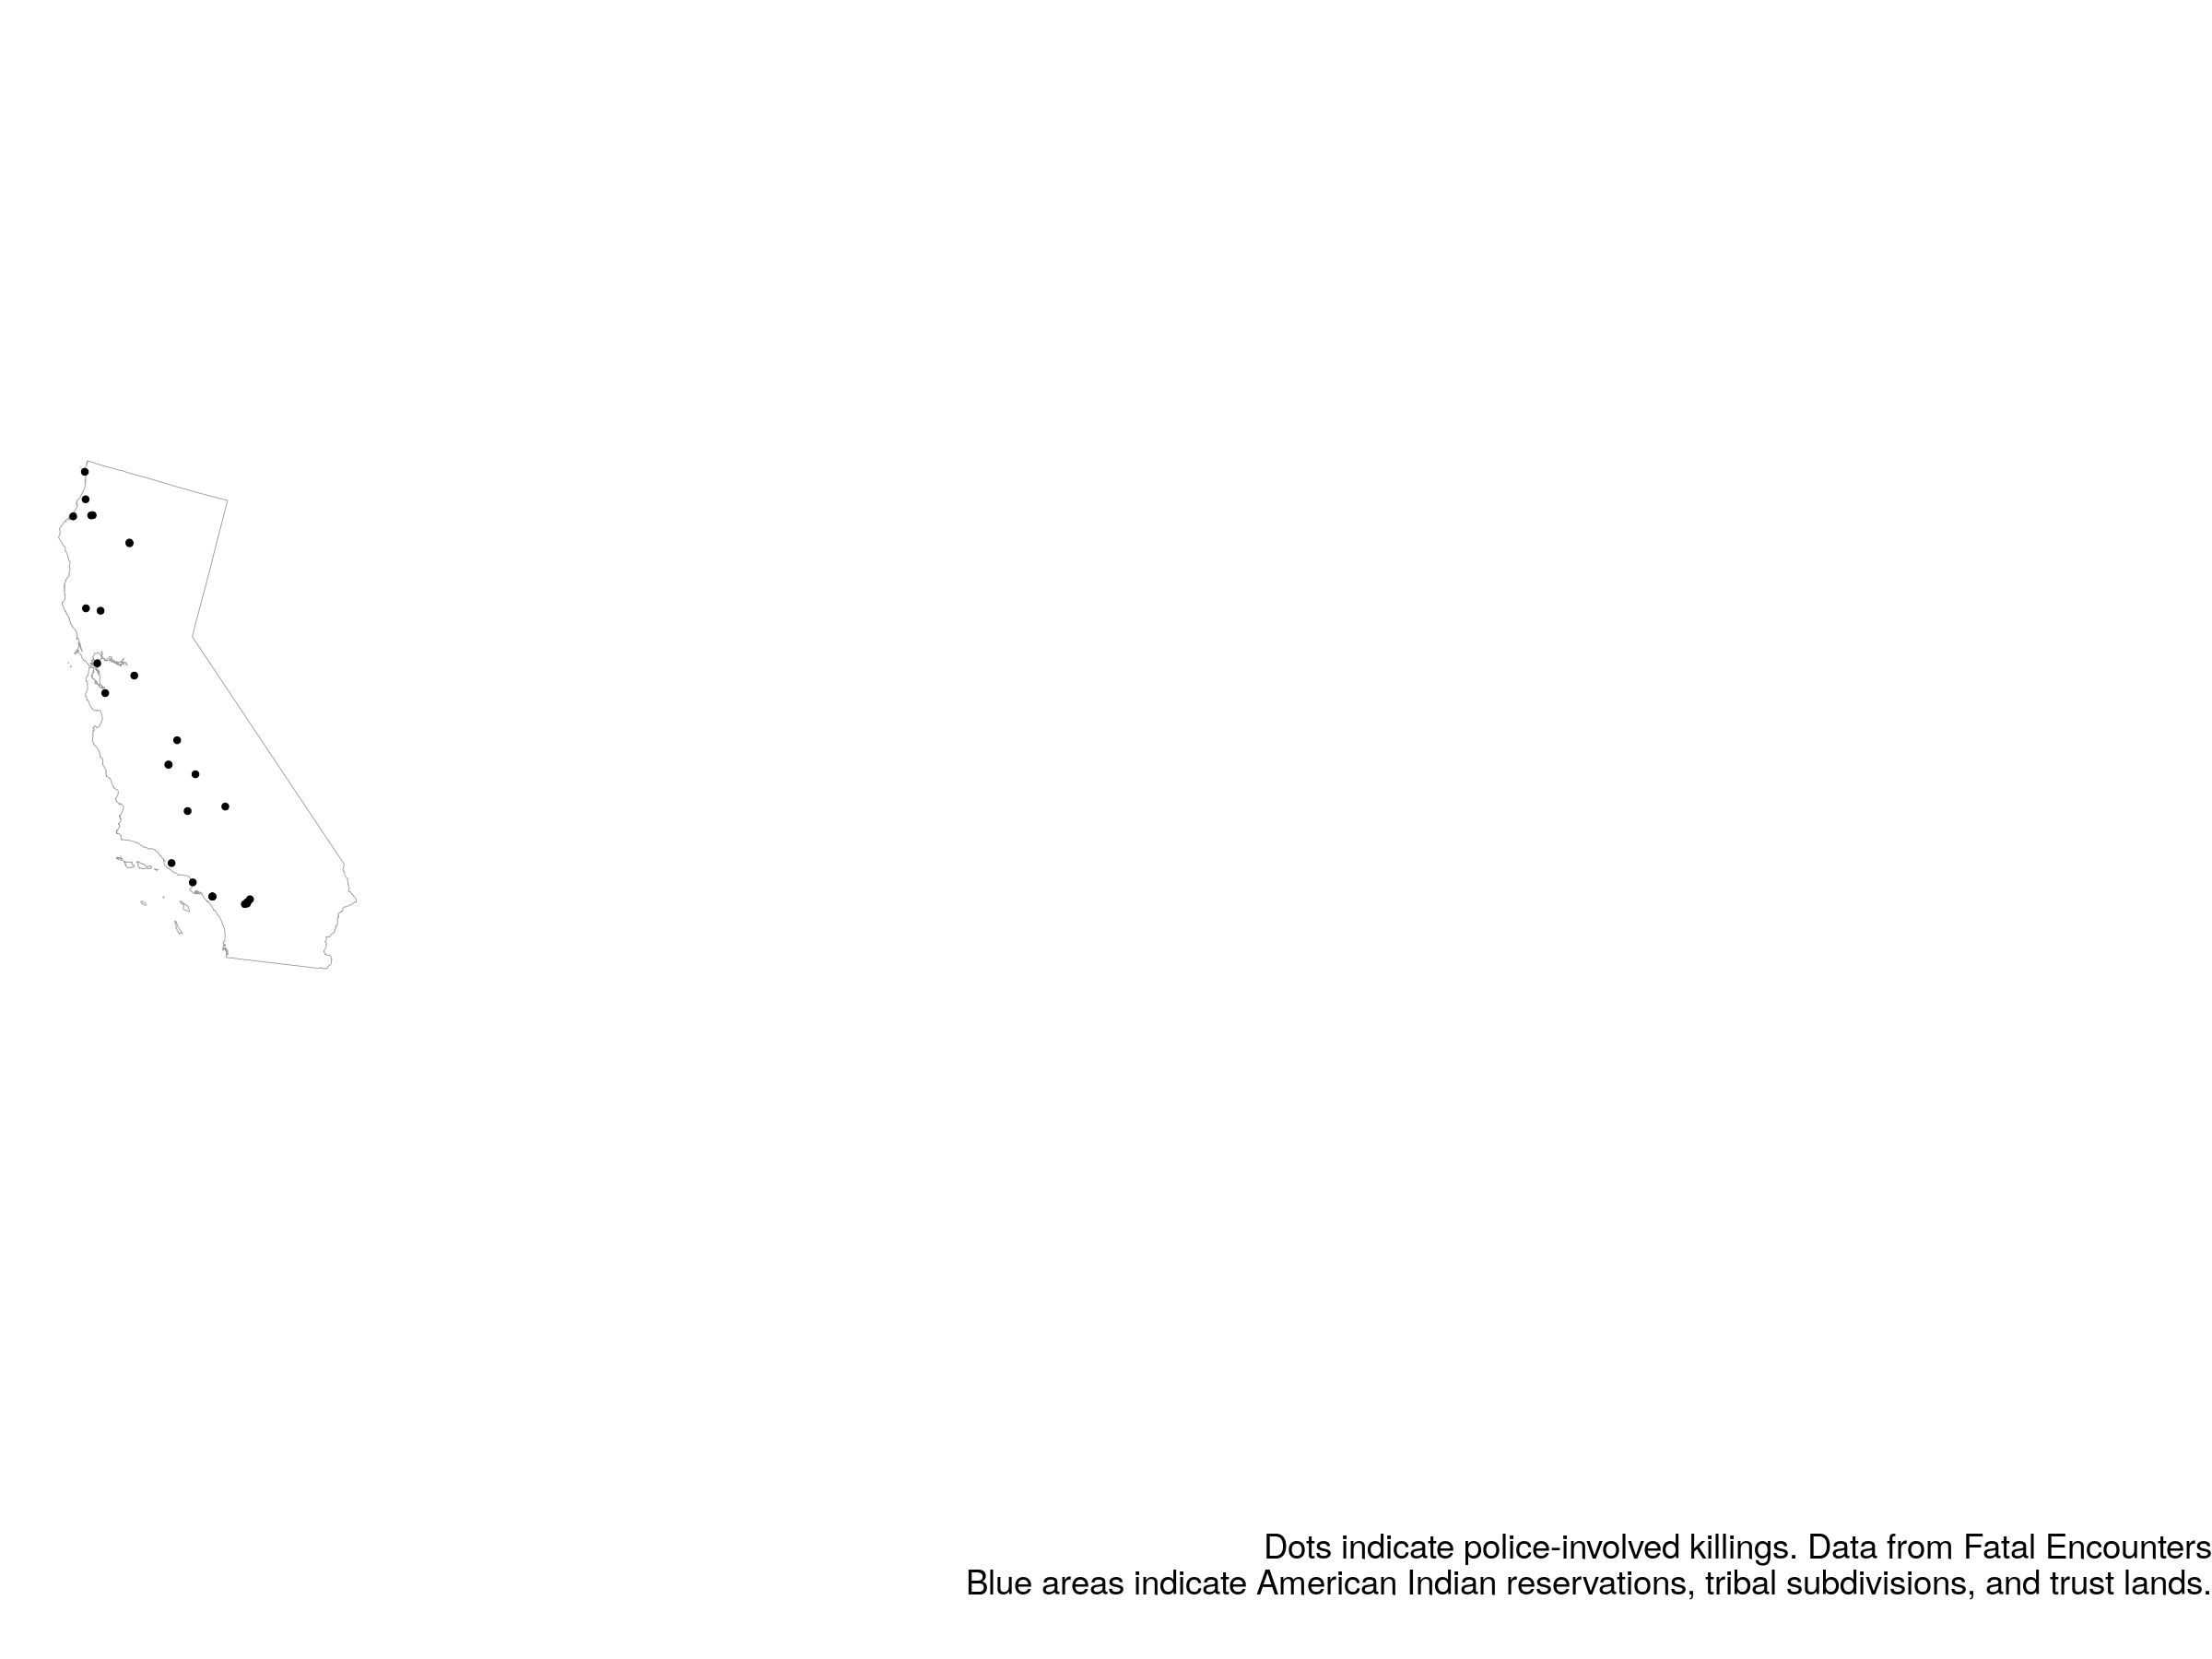 Dots indicate police-involved killings. Data from Fatal Encounters
Blue areas indicate American Indian reservations, tribal subdivisions, and trust lands.